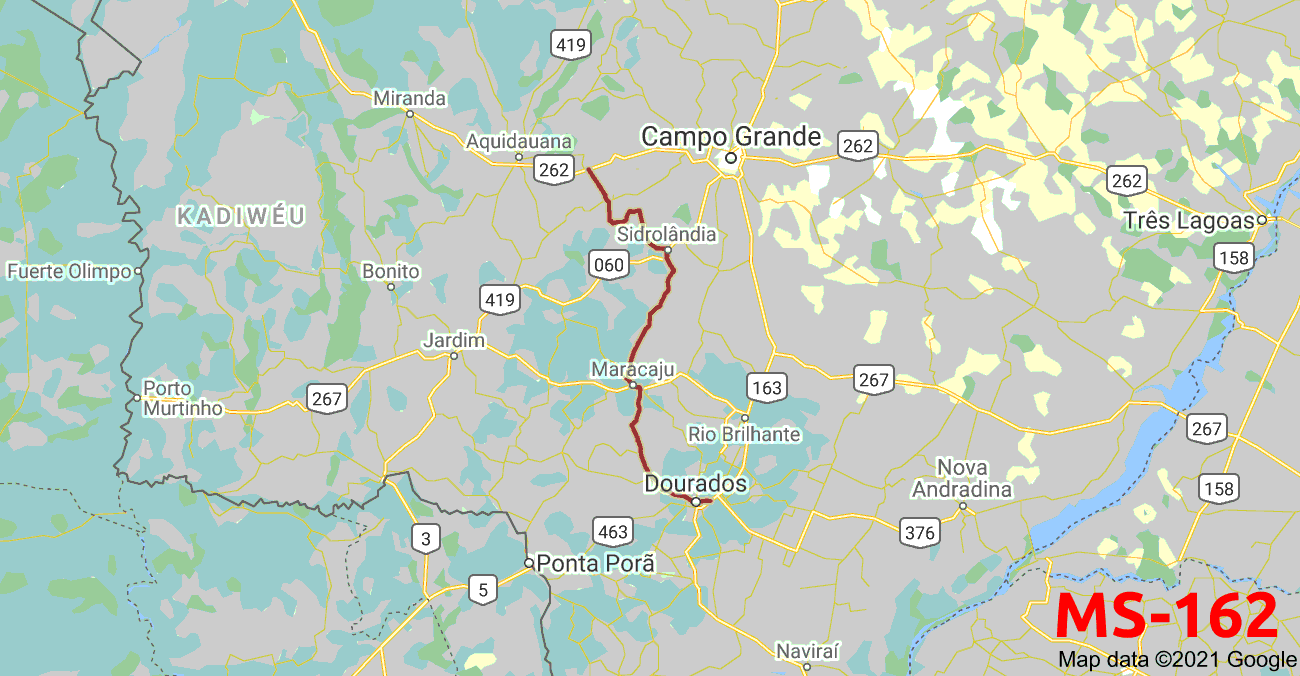 419
Miranda
Campo Grande
262
Aquidauana
262
262
KADIWÉU
Três Lagoas
Sidrolândia
158
060
Fuerte Olimpo
Bonito
419
Jardim
Maracaju
267
163
Porto
Murtinho
267
267
Rio Brilhante
Nova
Andradina
Dourados
158
463
376
3
Ponta Porã
5
MS-162
Naviraí
Map data ©2021 Google